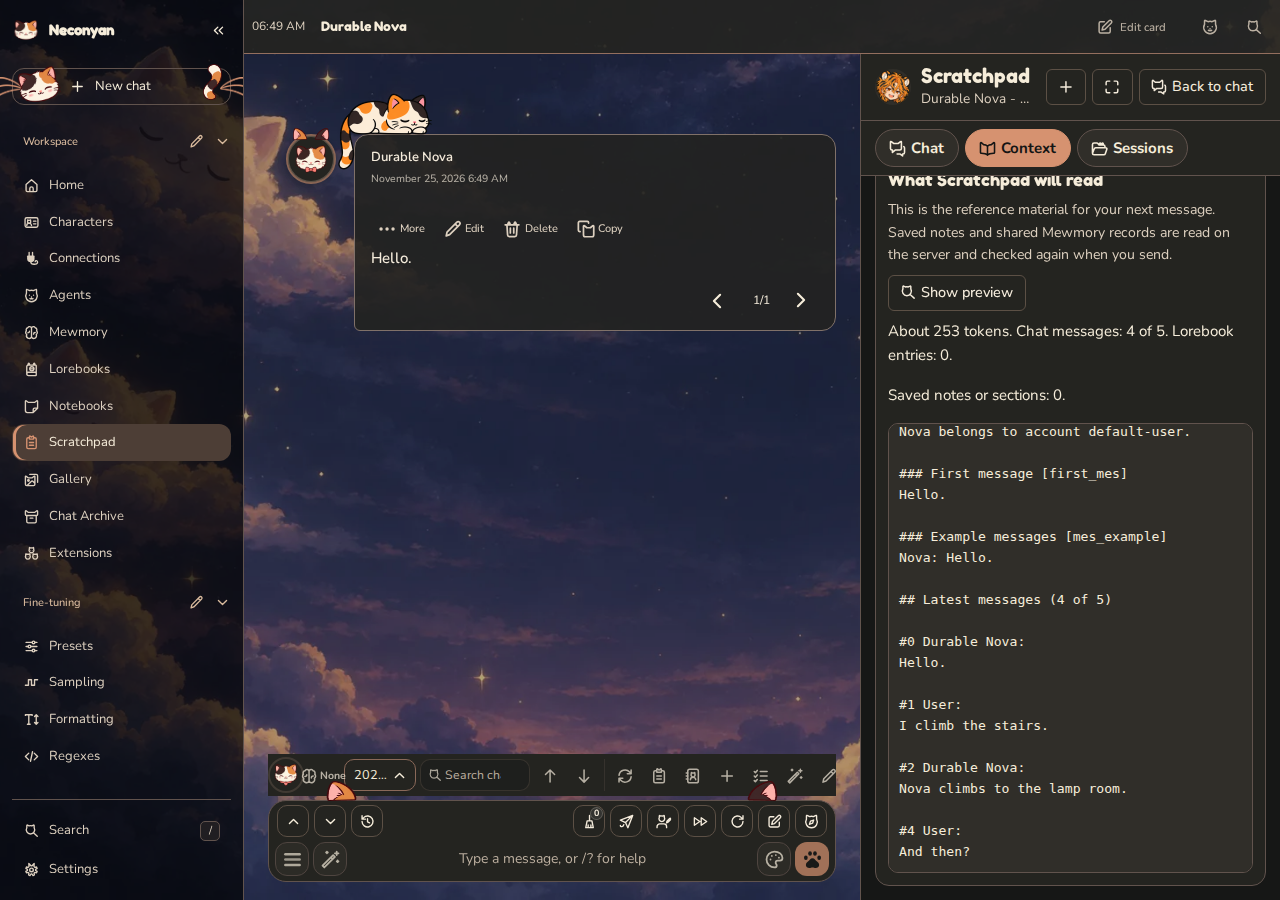 Neconyan
New chat
Workspace
Home
Characters
Connections
Agents
Mewmory
Lorebooks
Notebooks
Scratchpad
Gallery
Chat Archive
Extensions
Fine-tuning
Presets
Sampling
Formatting
Regexes
Search
/
Settings
06:49 AM
Durable Nova
Edit card
Durable Nova
November 25, 2026 6:49 AM
More
Edit
Delete
Copy
Hello.
1/1
None
202...
Search ch
0
Type a message, or /? for help
Scratchpad
Durable Nova - ...
Back to chat
Chat
Context
Sessions
What Scratchpad will read
This is the reference material for your next message.
Saved notes and shared Mewmory records are read on
the server and checked again when you send.
Show preview
About 253 tokens. Chat messages: 4 of 5. Lorebook
entries: 0.
Saved notes or sections: 0.
Nova belongs to account default-user.
### First message [first_mes]
Hello.
### Example messages [mes_example]
Nova: Hello.
## Latest messages (4 of 5)
#0 Durable Nova:
Hello.
#1 User:
I climb the stairs.
#2 Durable Nova:
Nova climbs to the lamp room.
#4 User:
And then?